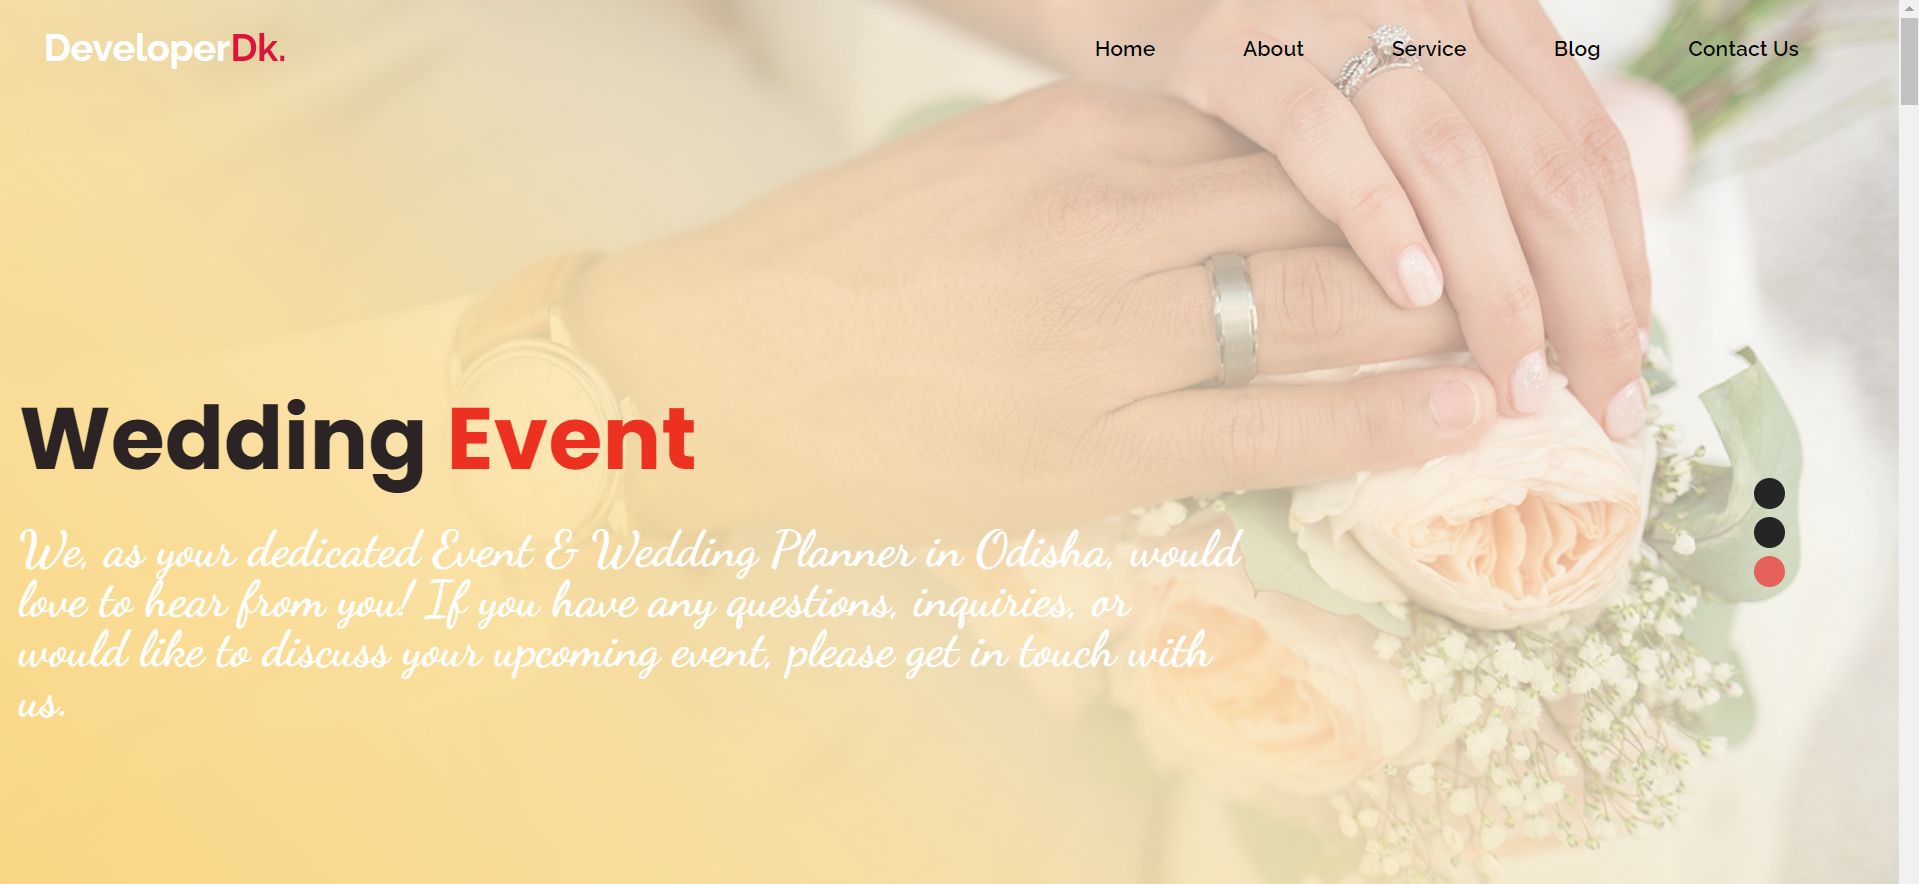 DeveloperDk.
Home About Service Blog Contact Us
Wedding Event
We, as your dedicated Event & Wedding Planner in Odisha, would
love to hear from you! If you have any questions, inquiries, or
would like to discuss your upcoming event, please get in touch with
us.